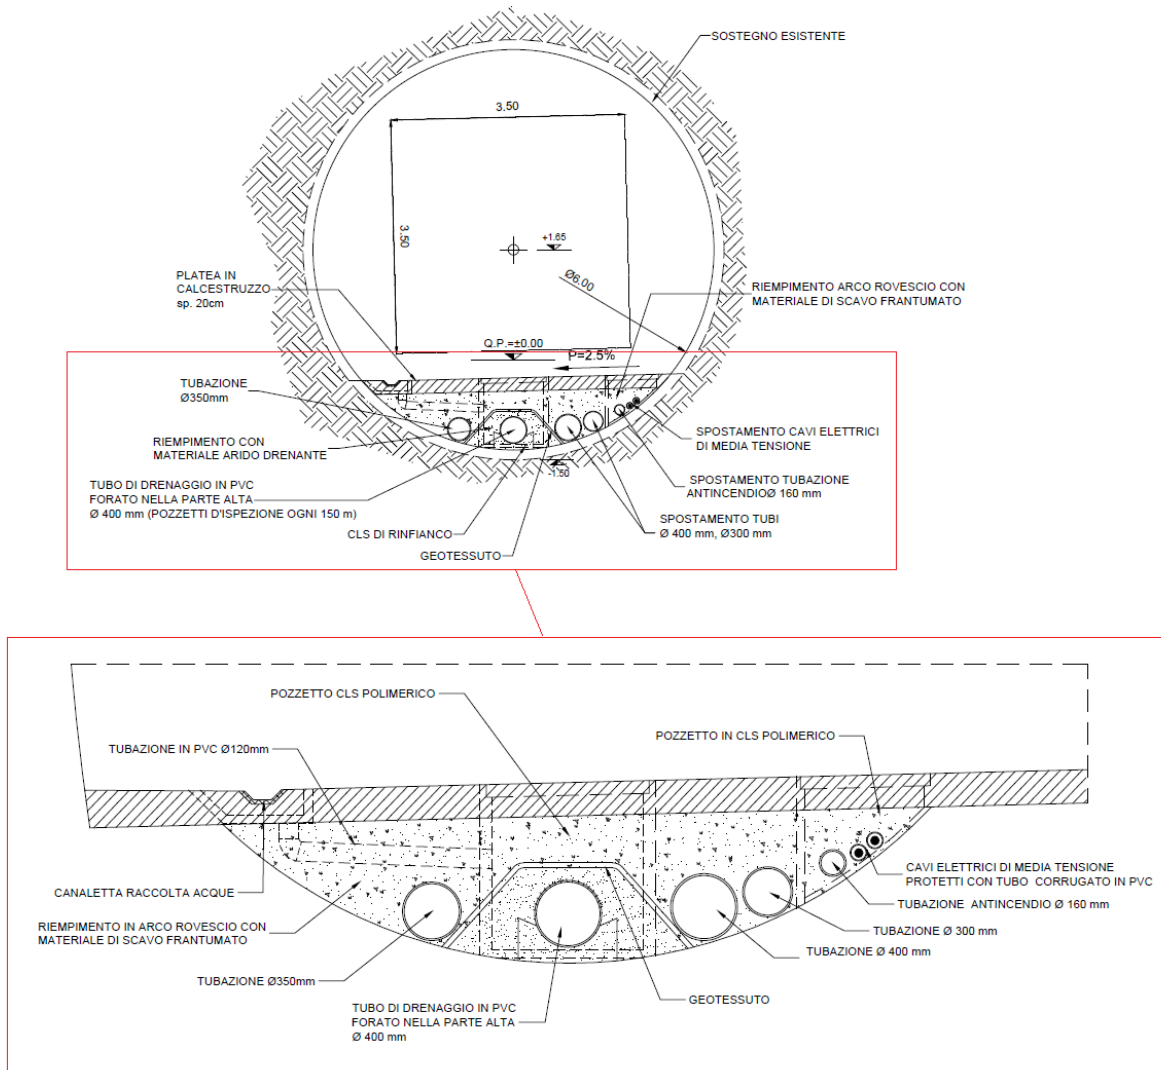 SOSTEGNO ESISTENTE
3,50
3.50
+1.65
Ø6.00
PLATEA IN
CALCESTRUZZO
sp. 20cm
RIEMPIMENTO ARCO ROVESCIO CON
MATERIALE DI SCAVO FRANTUMATO
Q.P.=±0.00
P=2.5%
TUBAZIONE
Ø350mm
RIEMPIMENTO CON
MATERIALE ARIDO DRENANTE
SPOSTAMENTO CAVI ELETTRICI
DI MEDIA TENSIONE
-1.50
TUBO DI DRENAGGIO IN PVC
FORATO NELLA PARTE ALTA
Ø 400 mm (POZZETTI D'ISPEZIONE OGNI 150 m)
SPOSTAMENTO TUBAZIONE
ANTINCENDIOØ 160 mm
SPOSTAMENTO TUBI
Ø 400 mm, Ø300 mm
CLS DI RINFIANCO
GEOTESSUTO
POZZETTO CLS POLIMERICO
TUBAZIONE IN PVC Ø120mm
POZZETTO IN CLS POLIMERICO
CANALETTA RACCOLTA ACQUE
CAVI ELETTRICI DI MEDIA TENSIONE
PROTETTI CON TUBO CORRUGATO IN PVC
TUBAZIONE ANTINCENDIO Ø 160 mm
RIEMPIMENTO IN ARCO ROVESCIO CON
MATERIALE DI SCAVO FRANTUMATO
TUBAZIONE Ø 300 mm
TUBAZIONE Ø 400 mm
TUBAZIONE Ø350mm
GEOTESSUTO
TUBO DI DRENAGGIO IN PVC
FORATO NELLA PARTE ALTA
Ø 400 mm